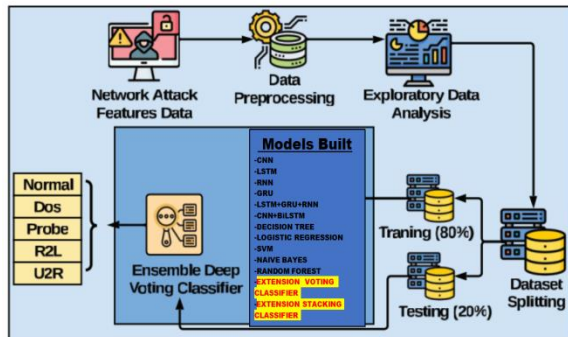 Network Attack
Features Data
Data
Preprocessing
Exploratory Data
Analysis
Models Built
-CNN
-LSTM
-RNN
-GRU
-LSTM+GRU+RNN
-CNN+BiLSTM
-DECISION TREE
-LOGISTIC REGRESSION
-SVM
-NAIVE BAYES
-RANDOM FOREST
-EXTENSION VOTING
CLASSIFIER
-EXTENSION STACKING
CLASSIFIER
Normal
Dos
Probe
R2L
U2R
Ensemble Deep
Voting Classifier
Traning (80%)
Testing (20%)
Dataset
Splitting